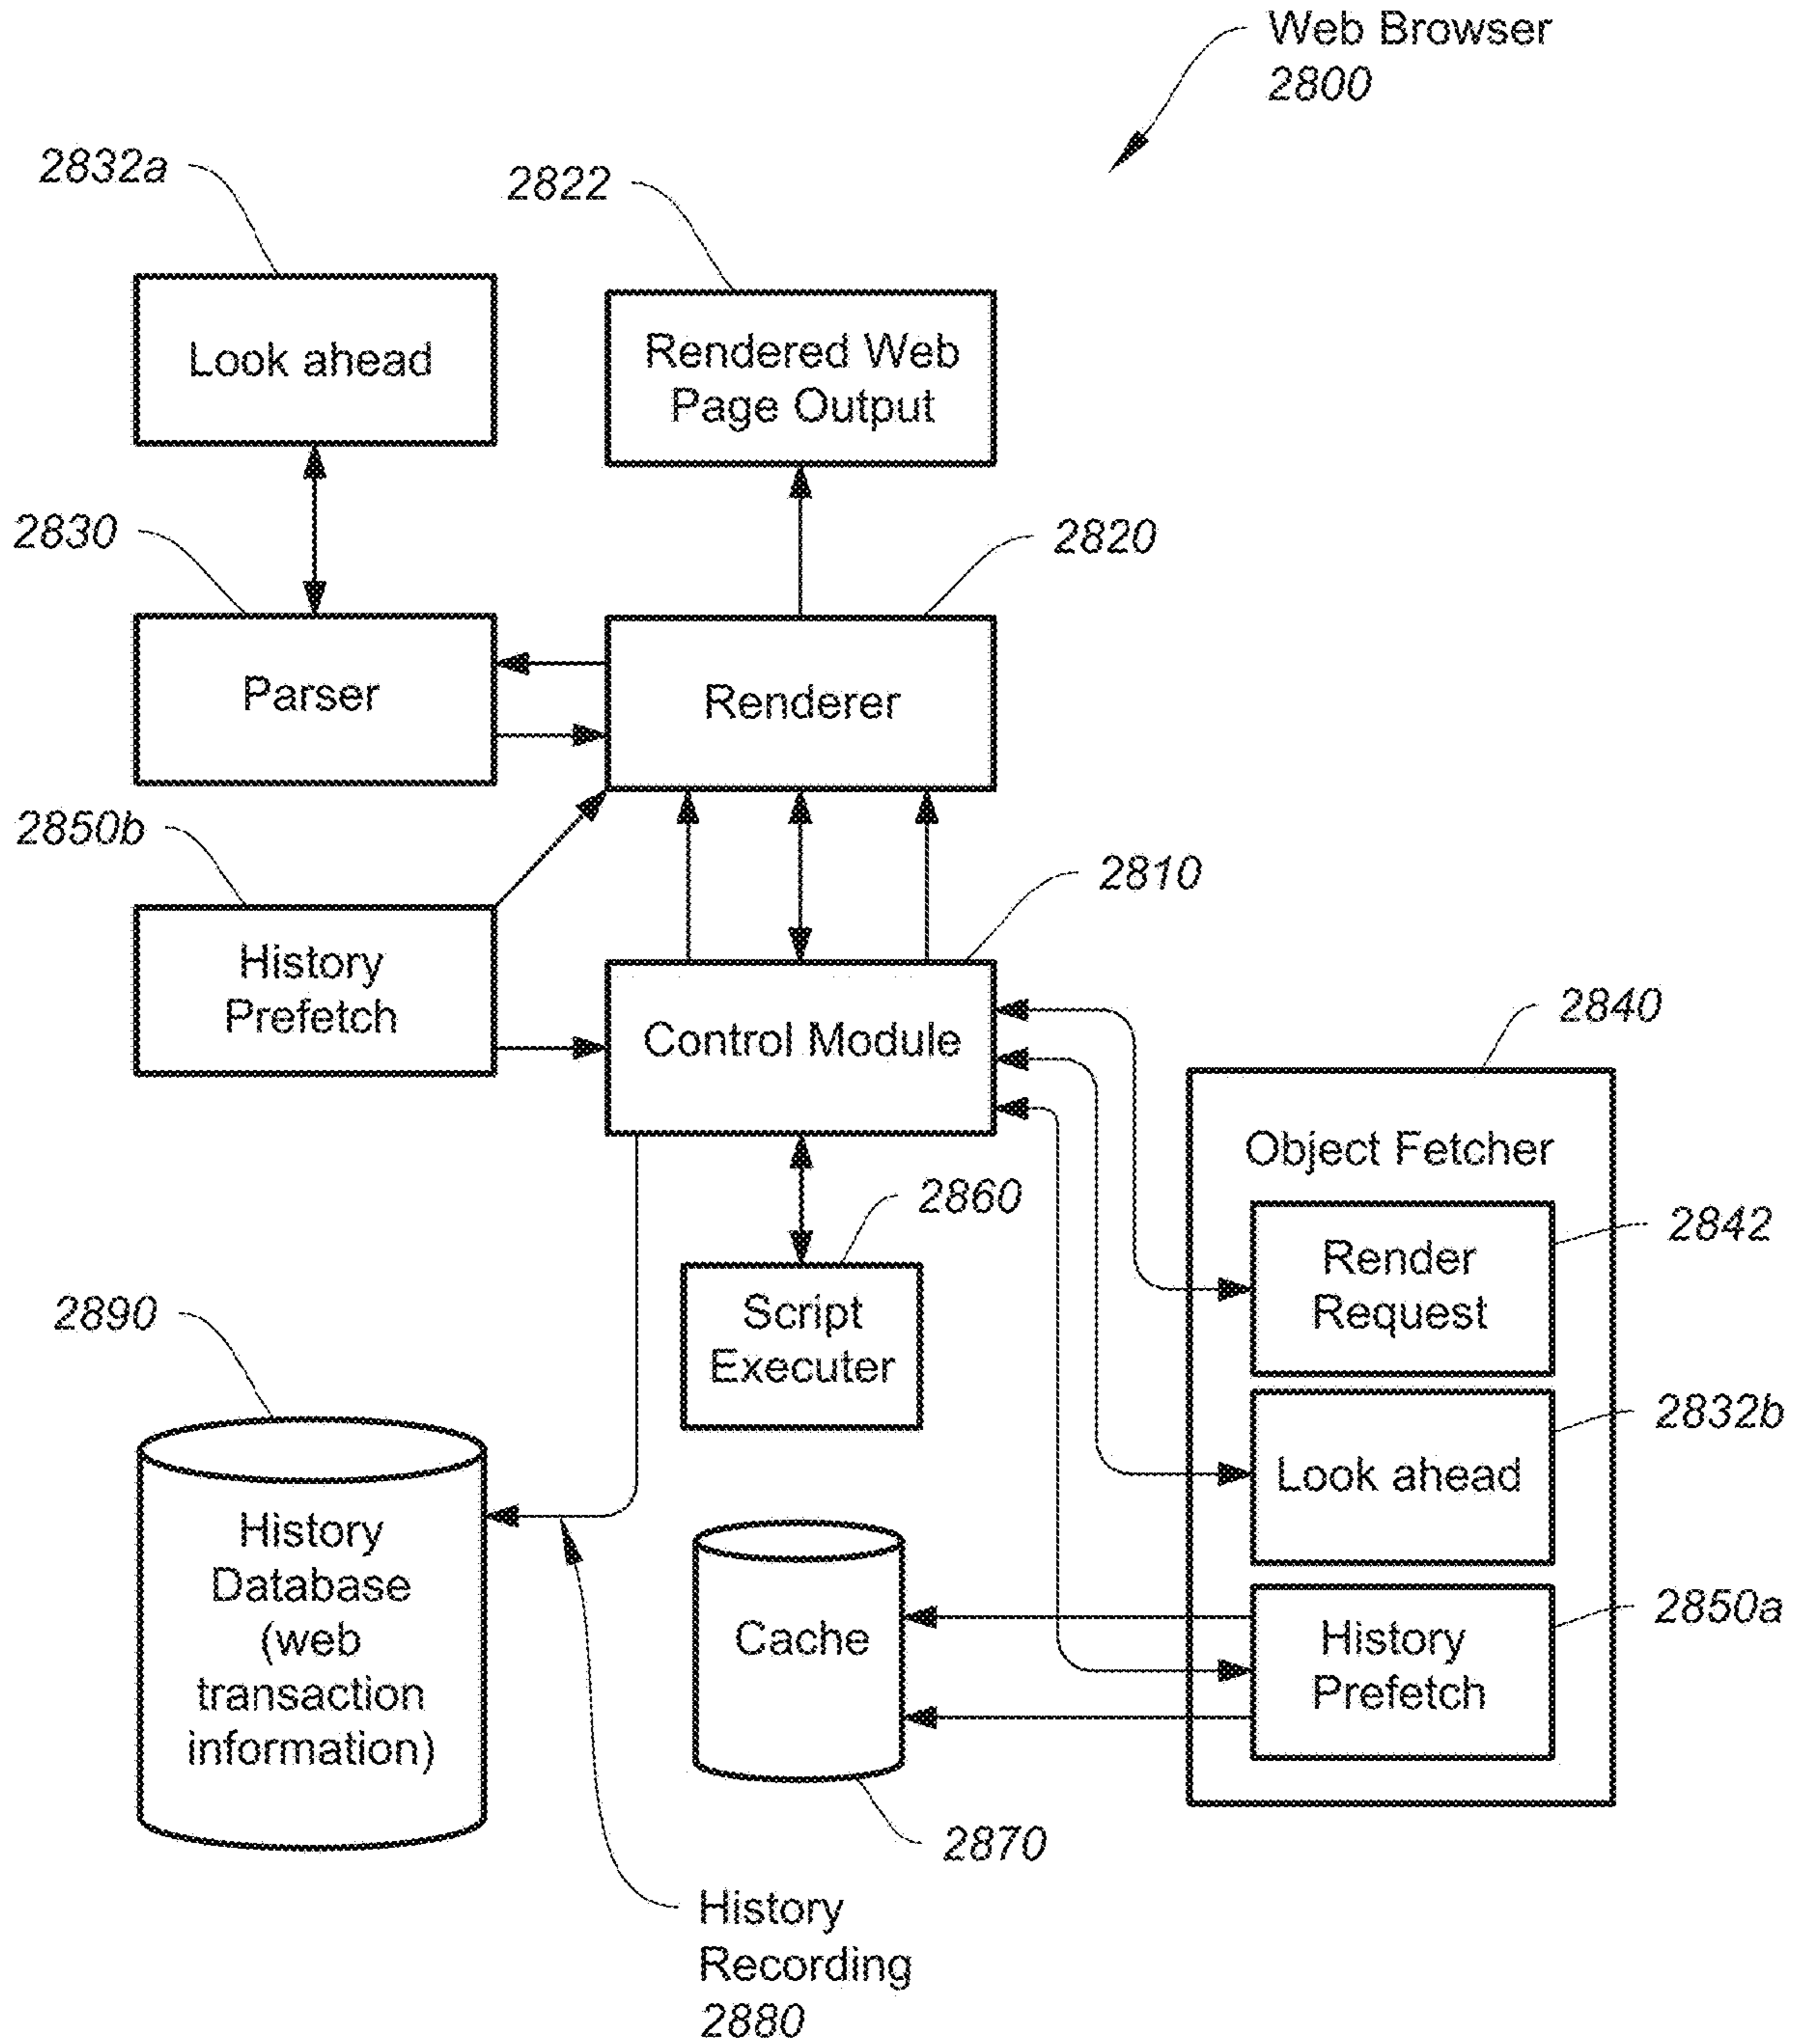 Web Browser
2800
2832a
2822
Look ahead
Rendered Web
Page Output
2830
2820
Parser
Renderer
2850b
2810
History
Prefetch
Control Module
2840
Object Fetcher
2860
2842
Render
Request
Script
Executer
2890
2832b
Look ahead
History
Database
(web
transaction
information)
Cache
2850a
History
Prefetch
2870
History
Recording
2880